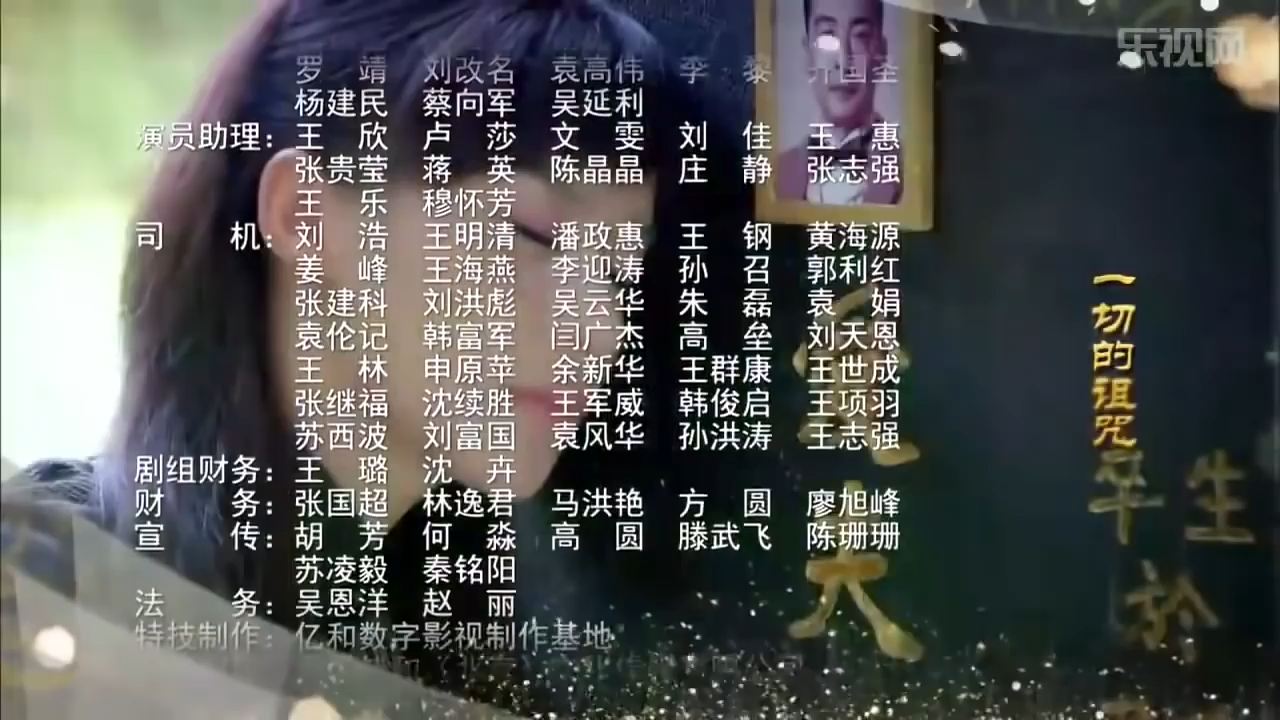 乐视网
罗靖 刘改名 袁高伟 李黎 乔国圣
杨建民 蔡向军 吴延利
演员助理：王欣 卢莎 文雯 刘佳 王惠
张贵莹 蒋英 陈晶晶 庄静 张志强
王乐 穆怀芳
司机：刘浩 王明清 潘政惠 王钢 黄海源
姜峰 王海燕 李迎涛 孙召 郭利红
张建科 刘洪彪 吴云华 朱磊 袁娟
袁伦记 韩富军 闫广杰 高垒 刘天恩
王林 申原苹 余新华 王群康 王世成
张继福 沈续胜 王军威 韩俊启 王项羽
苏西波 刘富国 袁风华 孙洪涛 王志强
剧组财务：王璐 沈卉
财务：张国超 林逸君 马洪艳 方圆 廖旭峰
宣传：胡芳 何淼 高圆 滕武飞 陈珊珊
苏凌毅 秦铭阳
法务：吴恩洋 赵丽
特技制作：亿和数字影视制作基地
一切的诅咒
生
卒
於
大